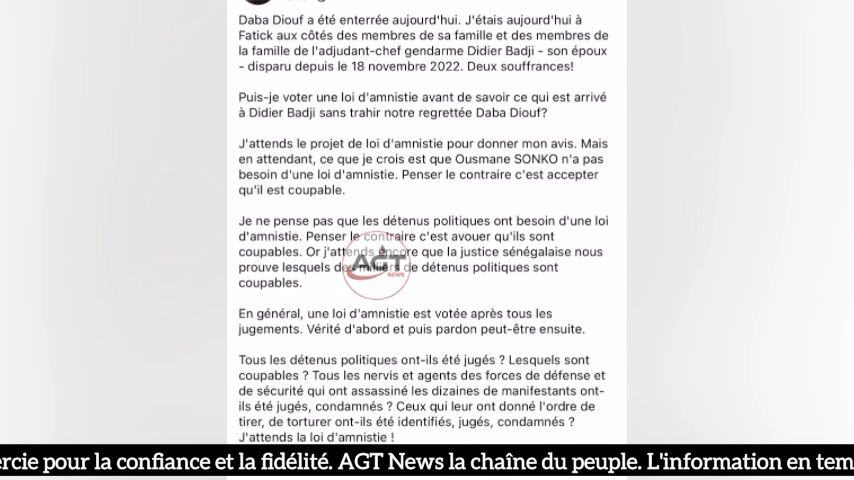 Daba Diouf a été enterrée aujourd'hui. J'étais aujourd'hui à
Fatick aux côtés des membres de sa famille et des membres de
la famille de l'adjudant-chef gendarme Didier Badji - son époux
- disparu depuis le 18 novembre 2022. Deux souffrances!
Puis-je voter une loi d'amnistie avant de savoir ce qui est arrivé
à Didier Badji sans trahir notre regrettée Daba Diouf?
J'attends le projet de loi d'amnistie pour donner mon avis. Mais
en attendant, ce que je crois est que Ousmane SONKO n'a pas
besoin d'une loi d'amnistie. Penser le contraire c'est accepter
qu'il est coupable.
Je ne pense pas que les détenus politiques ont besoin d'une loi
d'amnistie. Penser le contraire c'est avouer qu'ils sont
coupables. Or j'attends encore que la justice sénégalaise nous
prouve lesquels des milliers de détenus politiques sont
coupables.
AGT
NEWS
En général, une loi d'amnistie est votée après tous les
jugements. Vérité d'abord et puis pardon peut-être ensuite.
Tous les détenus politiques ont-ils été jugés ? Lesquels sont
coupables ? Tous les nervis et agents des forces de défense et
de sécurité qui ont assassiné les dizaines de manifestants ont-
ils été jugés, condamnés ? Ceux qui leur ont donné l'ordre de
tirer, de torturer ont-ils été identifiés, jugés, condamnés ?
J'attends la loi d'amnistie !
ercie pour la confiance et la fidélité. AGT News la chaîne du peuple. L'information en tem